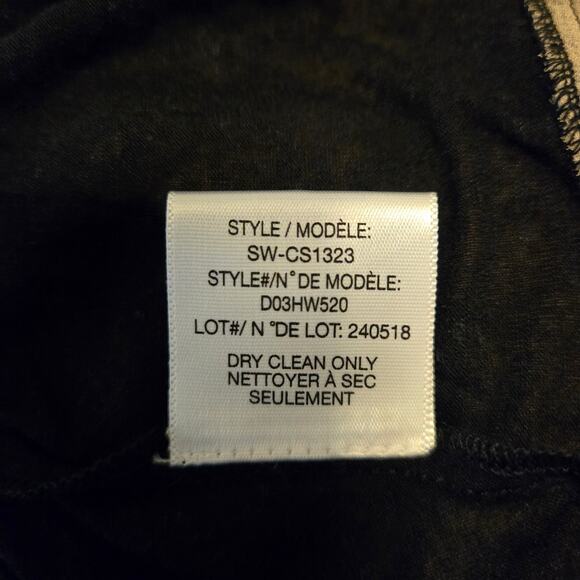 STYLE / MODÈLE:
SW-CS1323
STYLE#/N°DE MODÈLE:
D03HW520
LOT#/ N °DE LOT: 240518
DRY CLEAN ONLY
NETTOYER À SEC
SEULEMENT